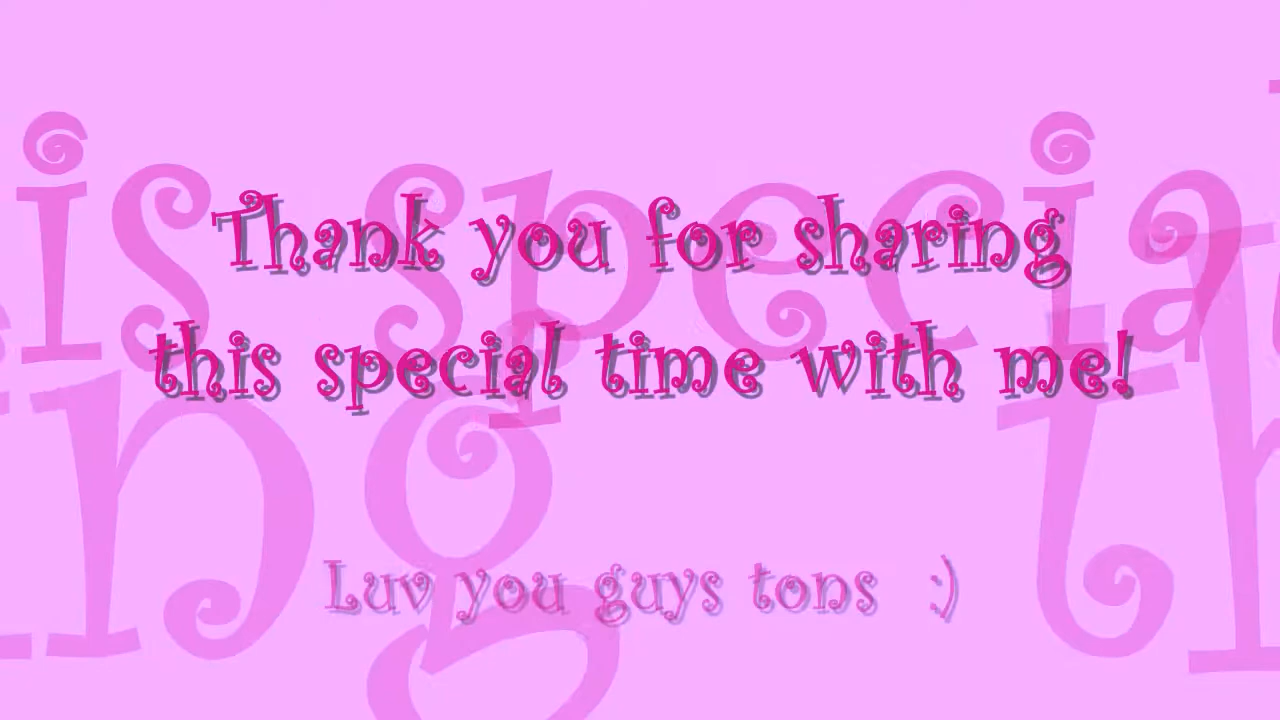 Thank you for sharing
this special time with me!
Luv you guys tons :)